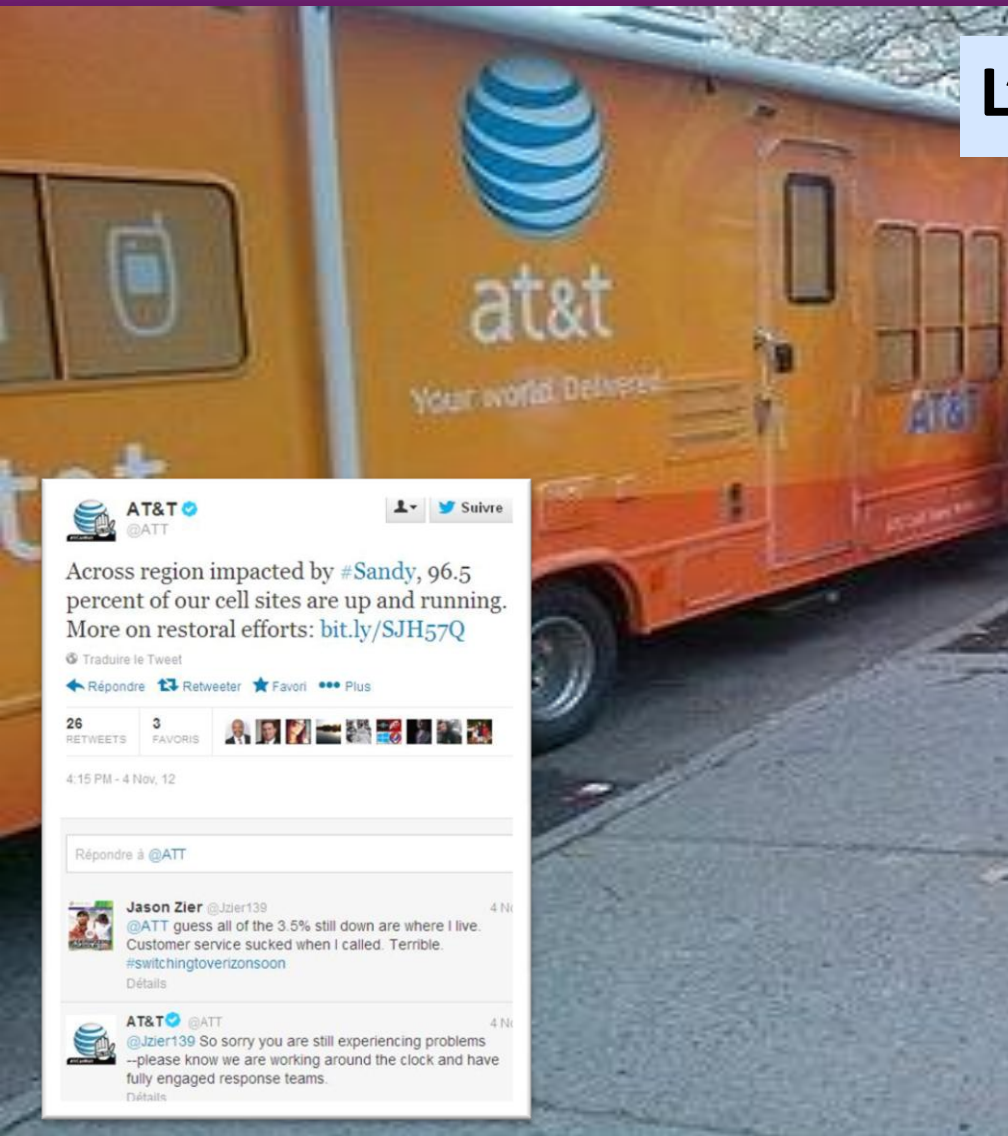 at&t
Your world. Delivered.
AT&T
AT&T
@ATT
Suivre
Across region impacted by #Sandy, 96.5
percent of our cell sites are up and running.
More on restoral efforts: bit.ly/SJH57Q
Traduire le Tweet
Répondre Retweeter Favori Plus
26
RETWEETS
3
FAVORIS
4:15 PM - 4 Nov, 12
Répondre à @ATT
Jason Zier @Jzier139
@ATT guess all of the 3.5% still down are where I live.
Customer service sucked when I called. Terrible.
#switchingtoverizonsoon
Détails
AT&T @ATT
@Jzier139 So sorry you are still experiencing problems
--please know we are working around the clock and have
fully engaged response teams.
Détails